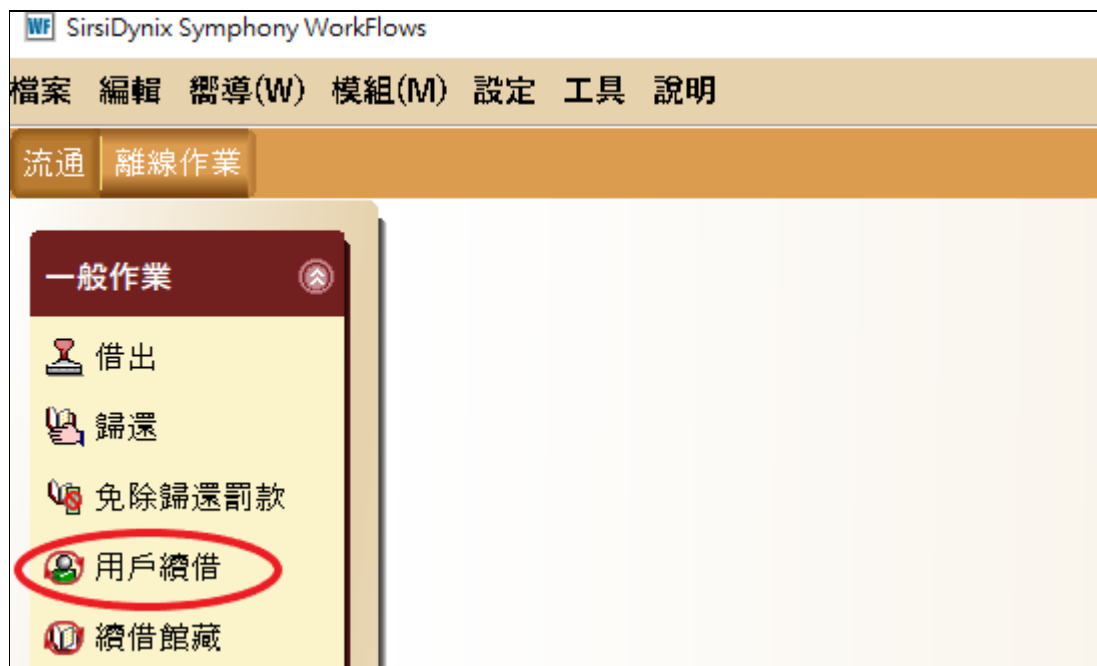 WF SirsiDynix Symphony WorkFlows
檔案 編輯 嚮導(W) 模組(M) 設定 工具 說明
流通 離線作業
一般作業
借出
歸還
免除歸還罰款
用戶續借
續借館藏